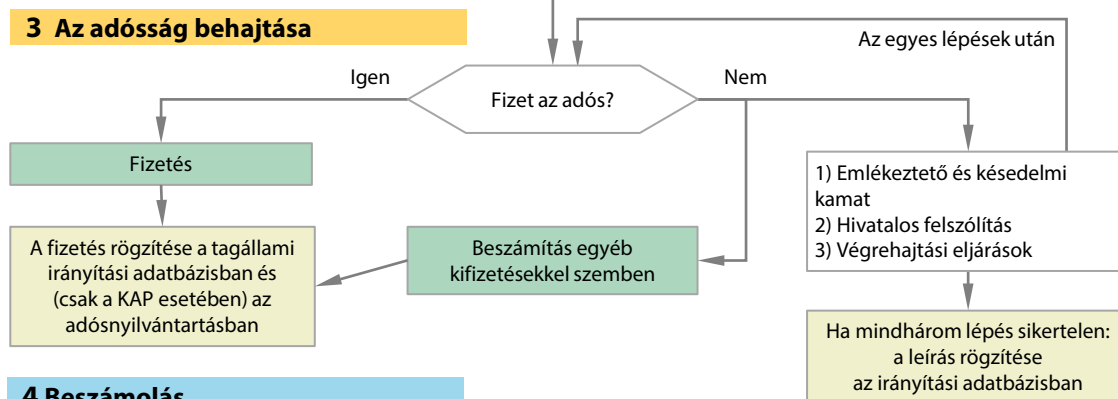 3 Az adósság behajtása
Az egyes lépések után
Igen
Fizet az adós?
Nem
Fizetés
1) Emlékeztető és késedelmi
kamat
2) Hivatalos felszólítás
3) Végrehajtási eljárások
A fizetés rögzítése a tagállami
irányítási adatbázisban és
(csak a KAP esetében) az
adósnyilvántartásban
Beszámítás egyéb
kifizetésekkel szemben
Ha mindhárom lépés sikertelen:
a leírás rögzítése
az irányítási adatbázisban
4 Beszámolás